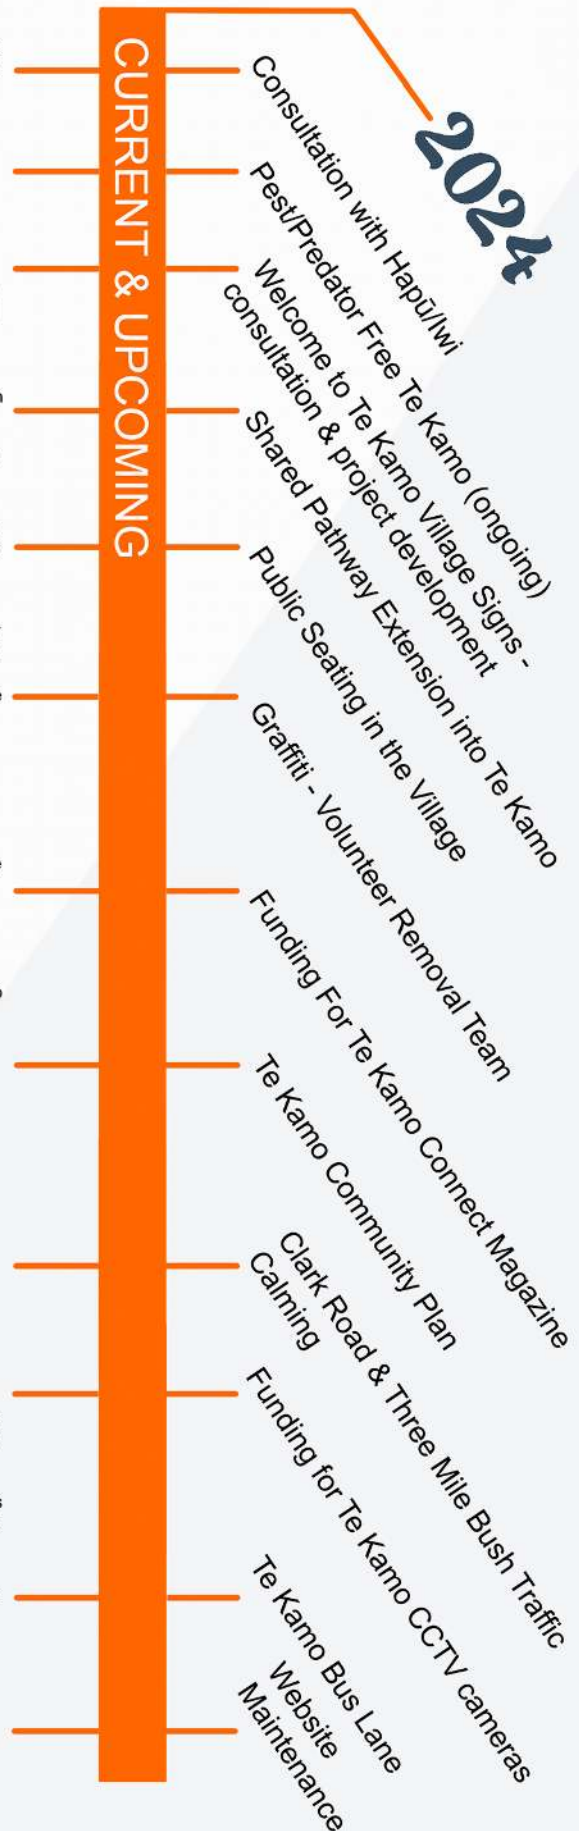 2024
CURRENT & UPCOMING
Consultation with Hapū/Iwi
Pest/Predator Free Te Kamo (ongoing)
Welcome to Te Kamo Village Signs -
consultation & project development
Shared Pathway Extension into Te Kamo
Public Seating in the Village
Graffiti - Volunteer Removal Team
Funding For Te Kamo Connect Magazine
Te Kamo Community Plan
Clark Road & Three Mile Bush Traffic
Calming
Funding for Te Kamo CCTV cameras
Te Kamo Bus Lane
Website
Maintenance